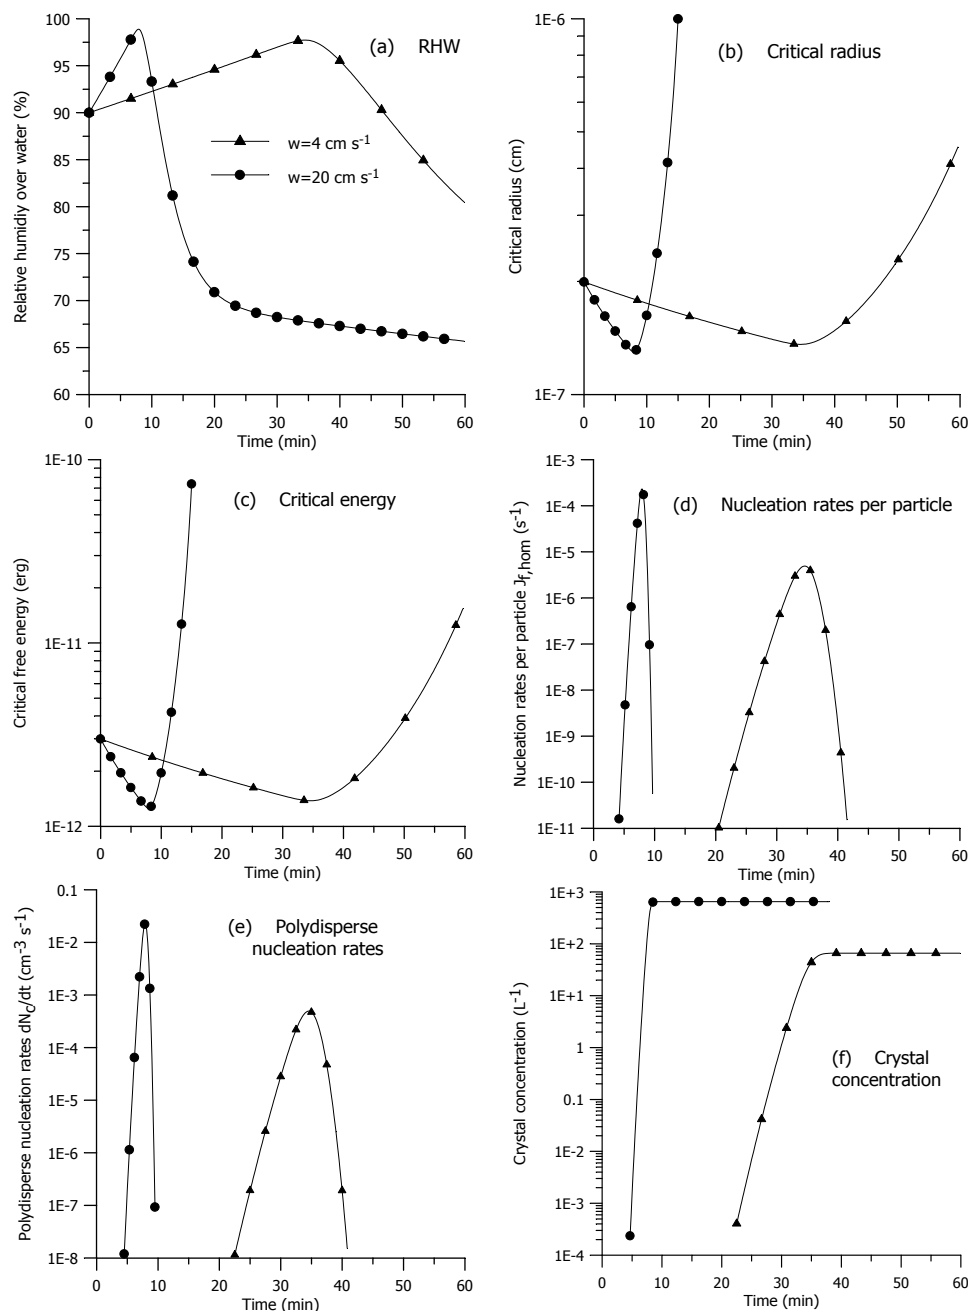 (a) RHW
Relative humidiy over water (%)
100
95
90
85
80
75
70
65
60
w=4 cm s⁻¹
w=20 cm s⁻¹
0 10 20 30 40 50 60
Time (min)
(b) Critical radius
Critical radius (cm)
1E-6
1E-7
0 10 20 30 40 50 60
Time (min)
(c) Critical energy
Critical free energy (erg)
1E-10
1E-11
1E-12
0 10 20 30 40 50 60
Time (min)
(d) Nucleation rates per particle
Nucleation rates per particle J_f,hom (s⁻¹)
1E-3
1E-4
1E-5
1E-6
1E-7
1E-8
1E-9
1E-10
1E-11
0 10 20 30 40 50 60
Time (min)
(e) Polydisperse
nucleation rates
Polydisperse nucleation rates dN_c/dt (cm⁻³ s⁻¹)
0.1
1E-2
1E-3
1E-4
1E-5
1E-6
1E-7
1E-8
0 10 20 30 40 50 60
Time (min)
(f) Crystal
concentration
Crystal concentration (L⁻¹)
1E+3
1E+2
1E+1
1
0.1
1E-2
1E-3
1E-4
0 10 20 30 40 50 60
Time (min)